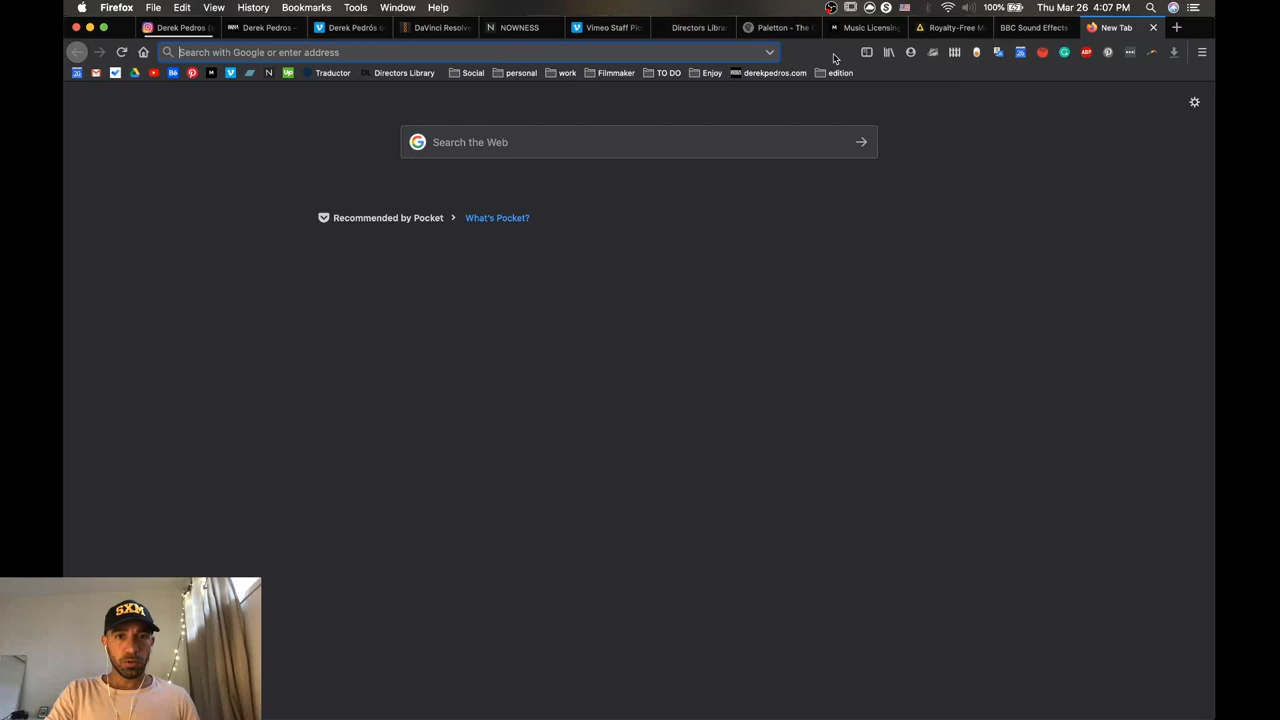 Firefox File Edit View History Bookmarks Tools Window Help 100% Thu Mar 26 4:07 PM
Derek Pedros ( Derek Pedros – Derek Pedrós o DaVinci Resolve NOWNESS Vimeo Staff Pic Directors Libra Paletton - The C Music Licensing Royalty-Free M BBC Sound Effects New Tab
Search with Google or enter address
Traductor Directors Library Social personal work Filmmaker TO DO Enjoy derekpedros.com edition
Search the Web
Recommended by Pocket What's Pocket?
SXM